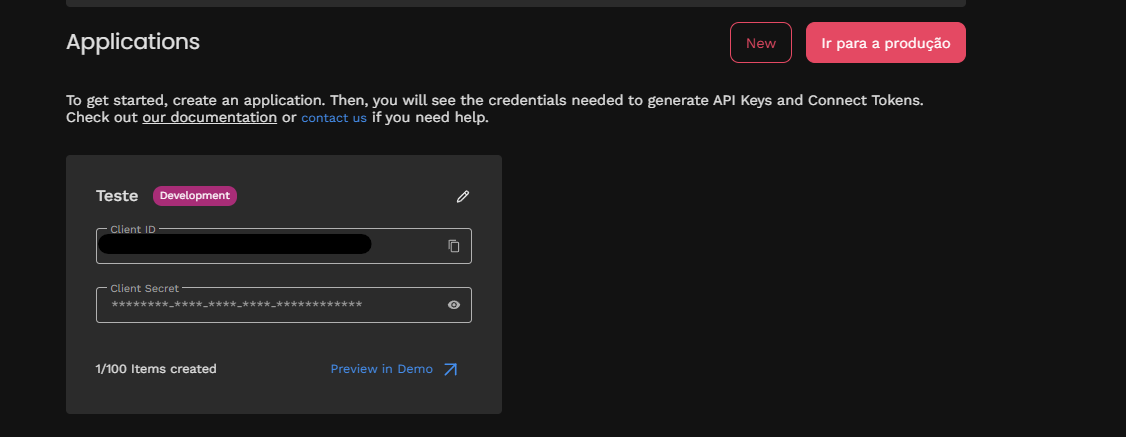 Applications
New
Ir para a produção
To get started, create an application. Then, you will see the credentials needed to generate API Keys and Connect Tokens.
Check out our documentation or contact us if you need help.
Teste
Development
Client ID
Client Secret
********-****-****-****-************
1/100 Items created
Preview in Demo